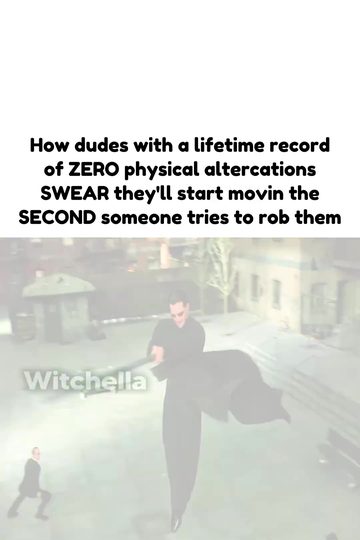 How dudes with a lifetime record
of ZERO physical altercations
SWEAR they'll start movin the
SECOND someone tries to rob them
Witchella